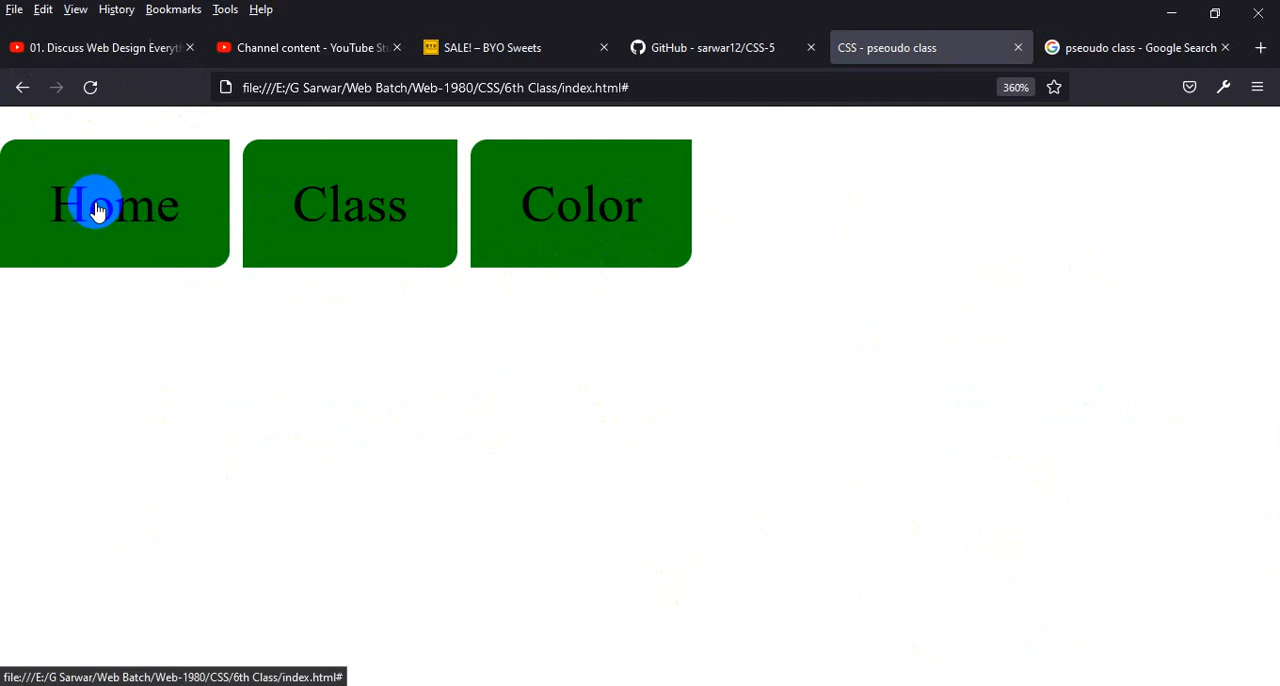 File Edit View History Bookmarks Tools Help
01. Discuss Web Design Everyth
Channel content - YouTube Stu
SALE! – BYO Sweets
GitHub - sarwar12/CSS-5
CSS - pseoudo class
pseoudo class - Google Search
file:///E:/G Sarwar/Web Batch/Web-1980/CSS/6th Class/index.html#
360%
Home Class Color
file:///E:/G Sarwar/Web Batch/Web-1980/CSS/6th Class/index.html#